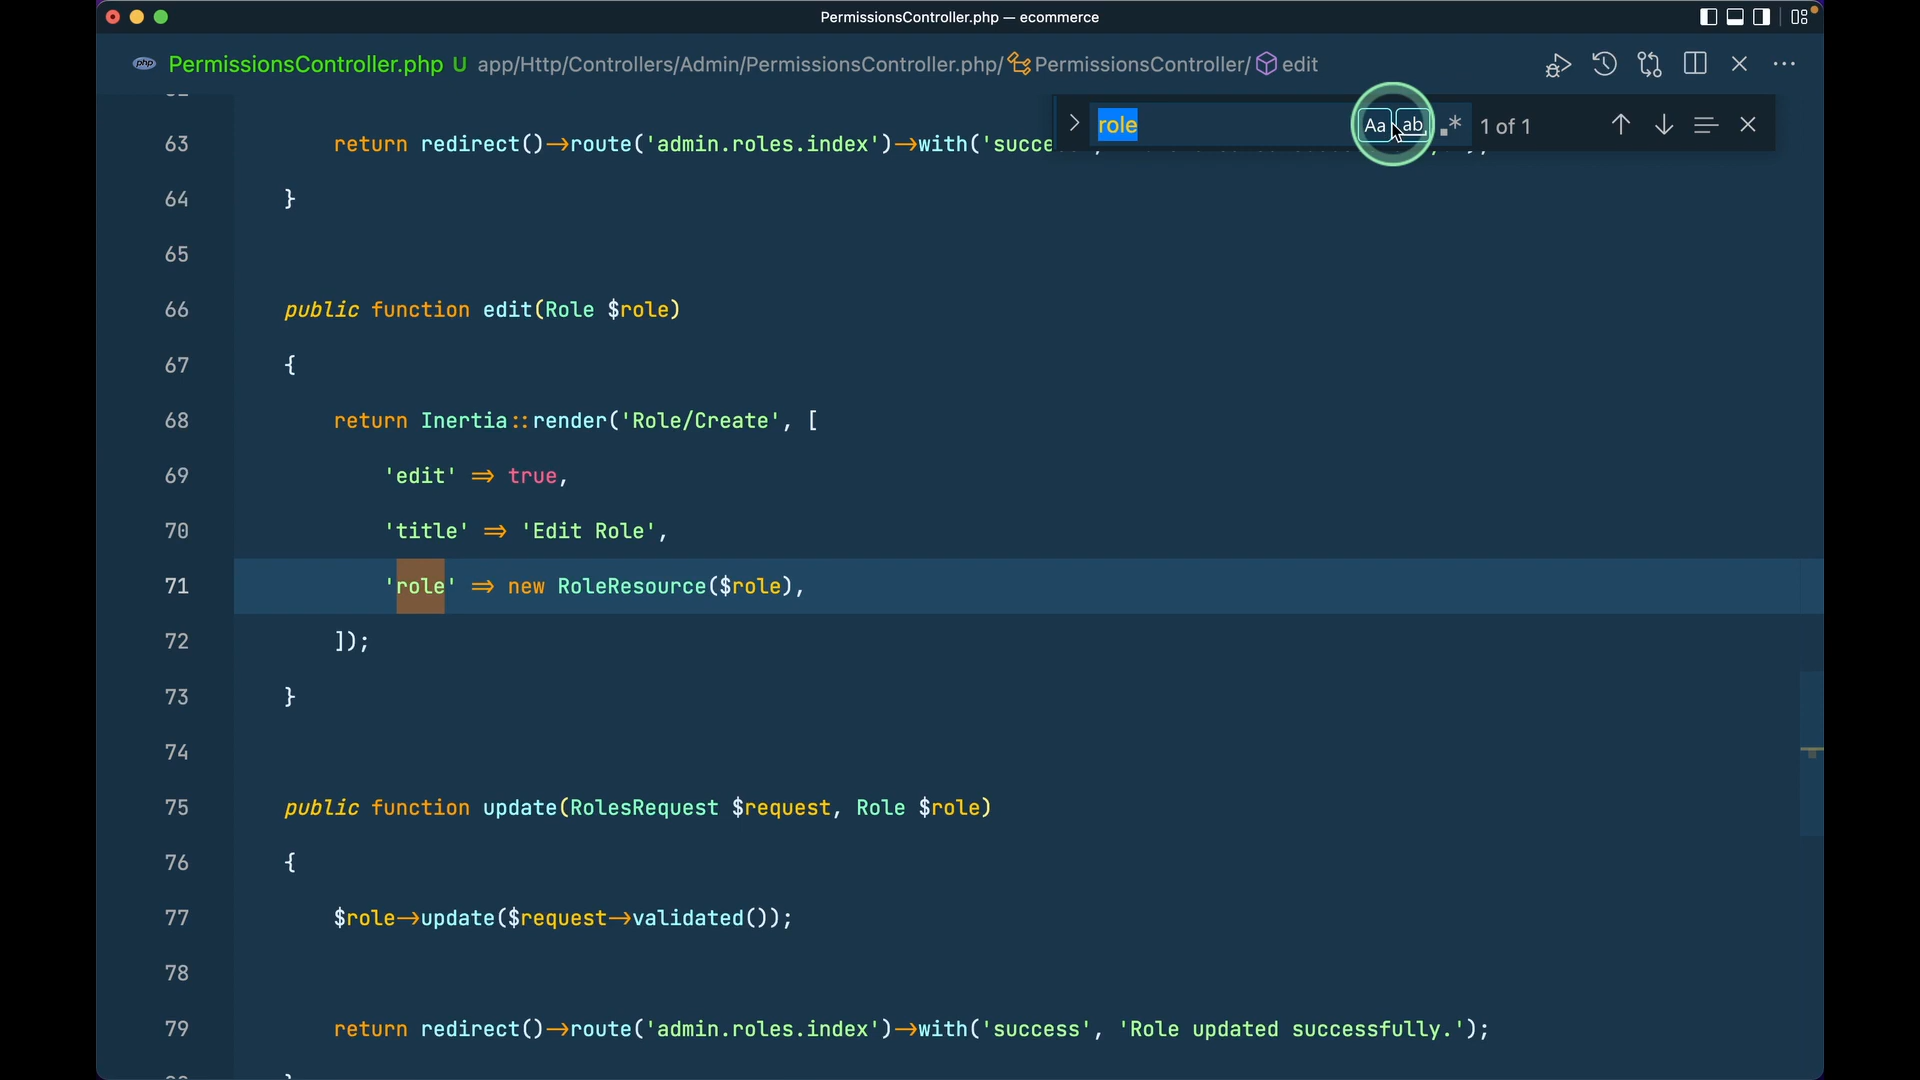 PermissionsController.php — ecommerce
php PermissionsController.php U app/Http/Controllers/Admin/PermissionsController.php/ PermissionsController/ edit
role Aa ab .* 1 of 1
63 return redirect()->route('admin.roles.index')->with('succe
64 }
65
66 public function edit(Role $role)
67 {
68 return Inertia::render('Role/Create', [
69 'edit' => true,
70 'title' => 'Edit Role',
71 'role' => new RoleResource($role),
72 ]);
73 }
74
75 public function update(RolesRequest $request, Role $role)
76 {
77 $role->update($request->validated());
78
79 return redirect()->route('admin.roles.index')->with('success', 'Role updated successfully.');